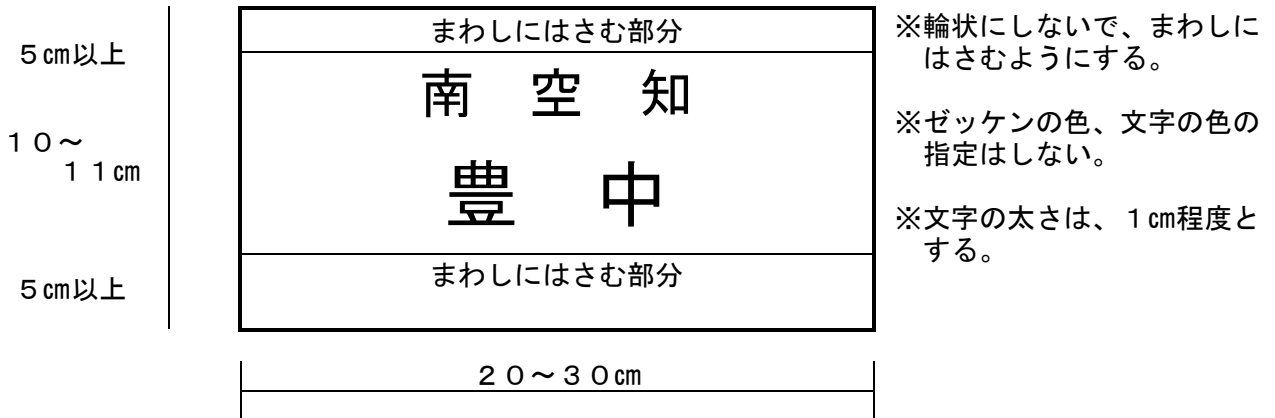 ５㎝以上
１０～
１１㎝
５㎝以上
まわしにはさむ部分
南　空　知
豊　中
まわしにはさむ部分
２０～３０㎝
※輪状にしないで、まわしに
はさむようにする。
※ゼッケンの色、文字の色の
指定はしない。
※文字の太さは、１㎝程度と
する。